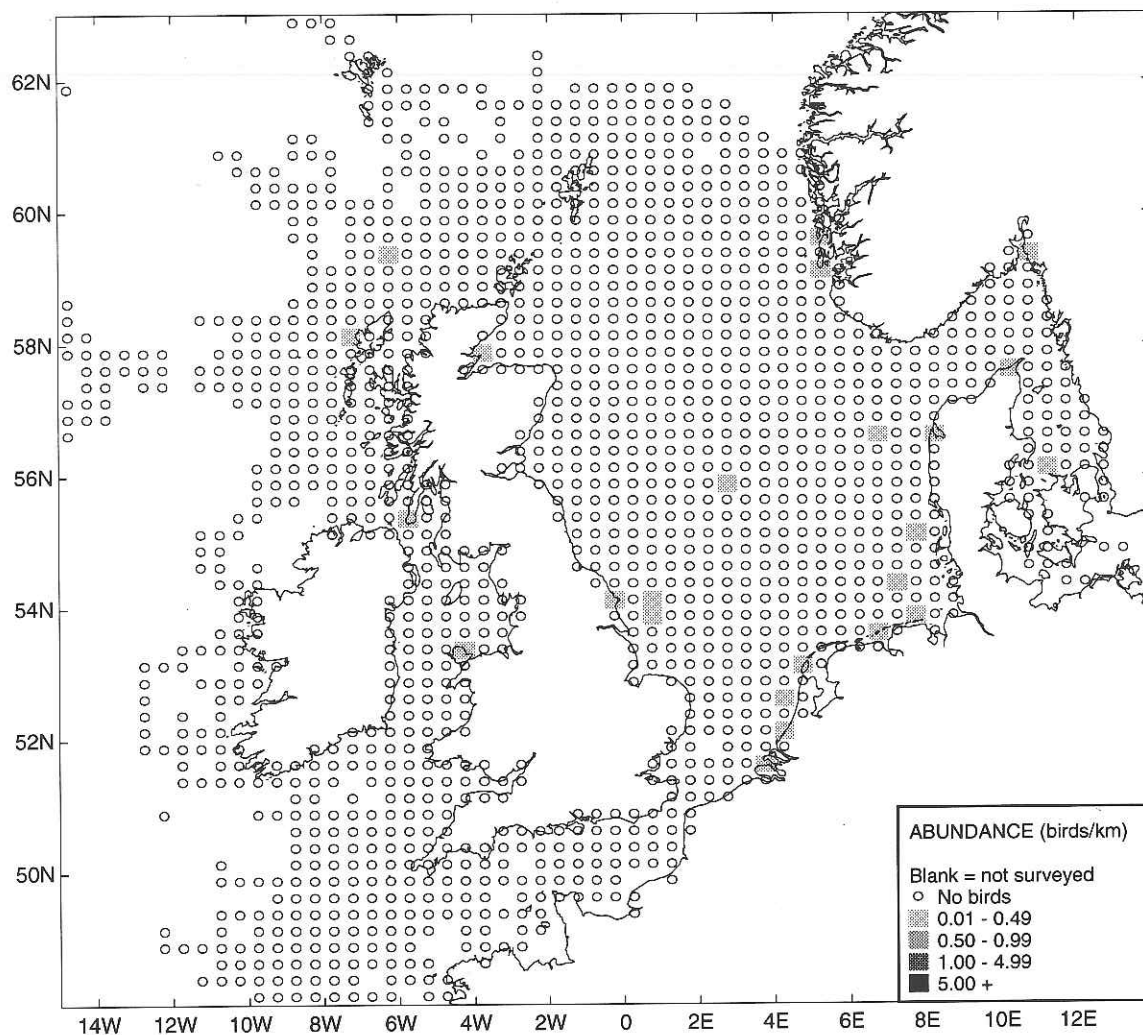 62N
60N
58N
56N
54N
52N
50N
14W 12W 10W 8W 6W 4W 2W 0 2E 4E 6E 8E 10E 12E
ABUNDANCE (birds/km)
Blank = not surveyed
No birds
0.01 - 0.49
0.50 - 0.99
1.00 - 4.99
5.00 +